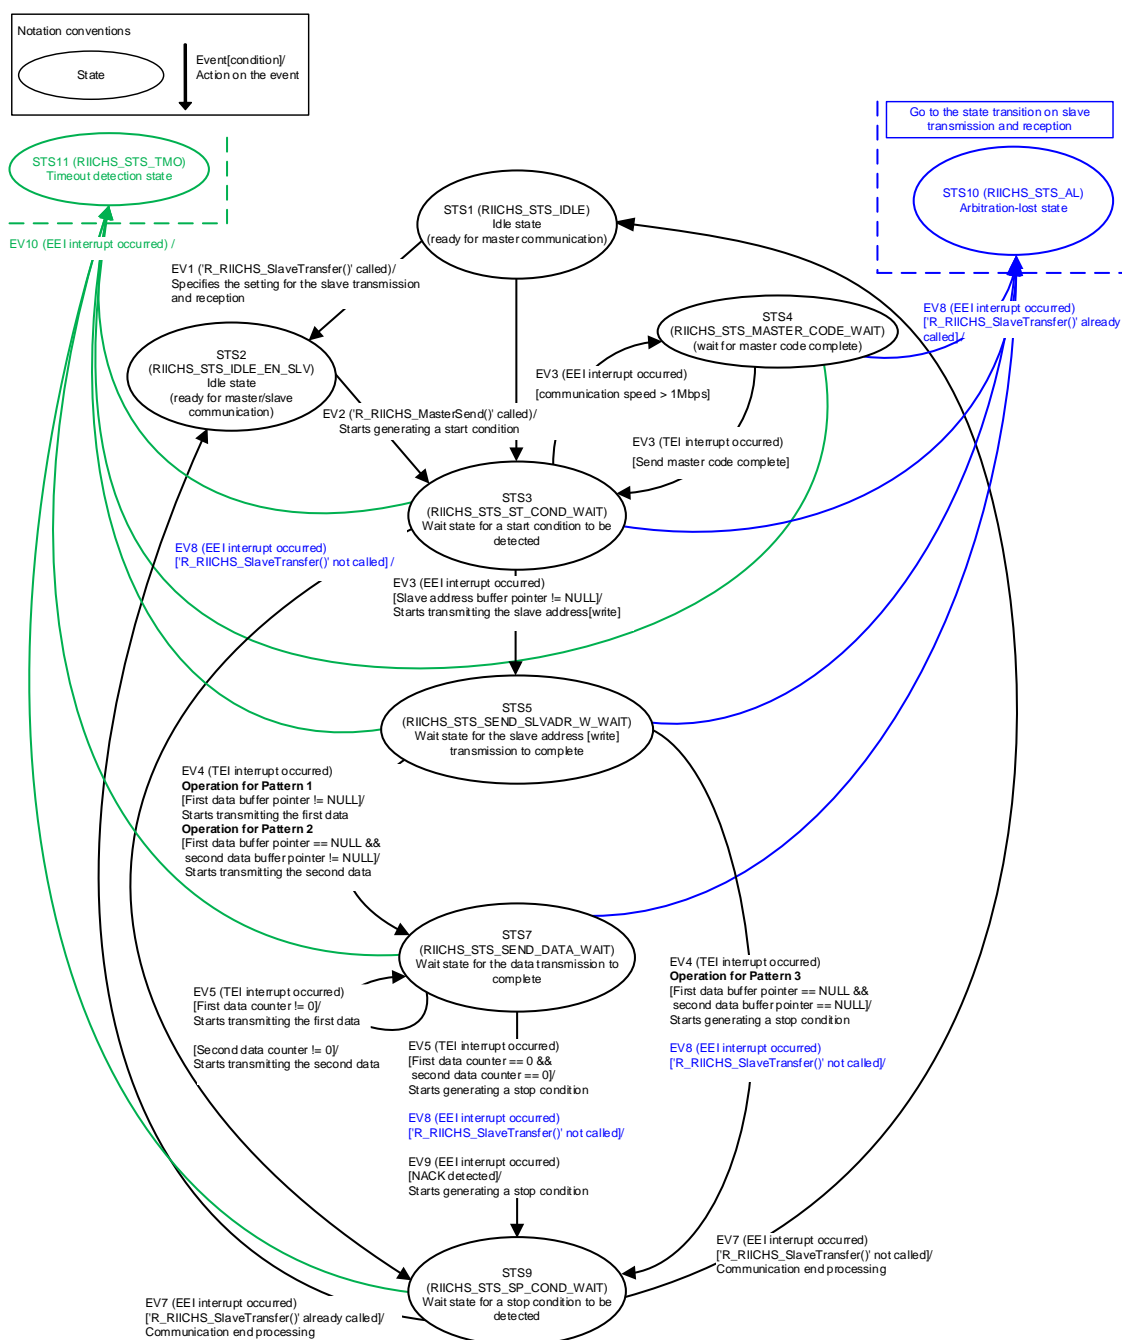 Notation conventions
State
Event[condition]/
Action on the event
Go to the state transition on slave
transmission and reception
STS11 (RIICHS_STS_TMO)
Timeout detection state
STS10 (RIICHS_STS_AL)
Arbitration-lost state
STS1 (RIICHS_STS_IDLE)
Idle state
(ready for master communication)
EV10 (EEI interrupt occurred) /
EV1 ('R_RIICHS_SlaveTransfer()' called)/
Specifies the setting for the slave transmission
and reception
EV8 (EEI interrupt occurred)
['R_RIICHS_SlaveTransfer()' already
called] /
STS4
(RIICHS_STS_MASTER_CODE_WAIT)
(wait for master code complete)
STS2
(RIICHS_STS_IDLE_EN_SLV)
Idle state
(ready for master/slave
communication)
EV3 (EEI interrupt occurred)
[communication speed > 1Mbps]
EV2 ('R_RIICHS_MasterSend()' called)/
Starts generating a start condition
EV3 (TEI interrupt occurred)
[Send master code complete]
STS3
(RIICHS_STS_ST_COND_WAIT)
Wait state for a start condition to be
detected
EV8 (EEI interrupt occurred)
['R_RIICHS_SlaveTransfer()' not called] /
EV3 (EEI interrupt occurred)
[Slave address buffer pointer != NULL]/
Starts transmitting the slave address[write]
STS5
(RIICHS_STS_SEND_SLVADR_W_WAIT)
Wait state for the slave address [write]
transmission to complete
EV4 (TEI interrupt occurred)
Operation for Pattern 1
[First data buffer pointer != NULL]/
Starts transmitting the first data
Operation for Pattern 2
[First data buffer pointer == NULL &&
second data buffer pointer != NULL]/
Starts transmitting the second data
STS7
(RIICHS_STS_SEND_DATA_WAIT)
Wait state for the data transmission to
complete
EV4 (TEI interrupt occurred)
Operation for Pattern 3
[First data buffer pointer == NULL &&
second data buffer pointer == NULL]/
Starts generating a stop condition
EV8 (EEI interrupt occurred)
['R_RIICHS_SlaveTransfer()' not called]/
EV5 (TEI interrupt occurred)
[First data counter != 0]/
Starts transmitting the first data
[Second data counter != 0]/
Starts transmitting the second data
EV5 (TEI interrupt occurred)
[First data counter == 0 &&
second data counter == 0]/
Starts generating a stop condition
EV8 (EEI interrupt occurred)
['R_RIICHS_SlaveTransfer()' not called]/
EV9 (EEI interrupt occurred)
[NACK detected]/
Starts generating a stop condition
EV7 (EEI interrupt occurred)
['R_RIICHS_SlaveTransfer()' not called]/
Communication end processing
STS9
(RIICHS_STS_SP_COND_WAIT)
Wait state for a stop condition to be
detected
EV7 (EEI interrupt occurred)
['R_RIICHS_SlaveTransfer()' already called]/
Communication end processing